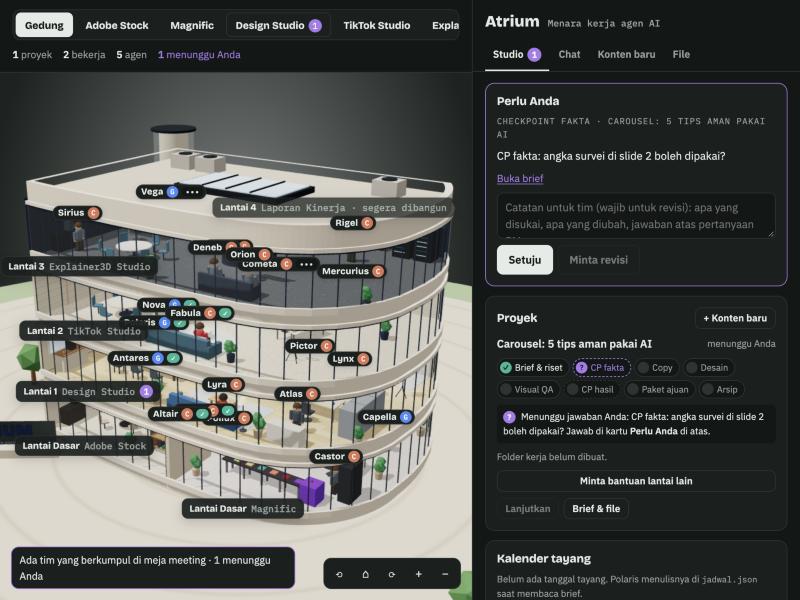 Gedung Adobe Stock Magnific Design Studio 1 TikTok Studio Expla
1 proyek 2 bekerja 5 agen 1 menunggu Anda
Vega G •••
Lantai 4 Laporan Kinerja · segera dibangun
Sirius C
Rigel C
Deneb
Orion C
Cometa C •••
Mercurius C
Lantai 3 Explainer3D Studio
Nova G ✓
Fabula C ✓
Lantai 2 TikTok Studio
Pictor C
Antares G ✓
Lynx C
Lyra C
Lantai 1 Design Studio 1
Atlas C
Altair C ✓
C ✓
Capella G
Lantai Dasar Adobe Stock
Castor C
Lantai Dasar Magnific
Ada tim yang berkumpul di meja meeting · 1 menunggu
Anda
Atrium Menara kerja agen AI
Studio 1 Chat Konten baru File
Perlu Anda
CHECKPOINT FAKTA · CAROUSEL: 5 TIPS AMAN PAKAI
AI
CP fakta: angka survei di slide 2 boleh dipakai?
Buka brief
Catatan untuk tim (wajib untuk revisi): apa yang
disukai, apa yang diubah, jawaban atas pertanyaan
Setuju Minta revisi
Proyek + Konten baru
Carousel: 5 tips aman pakai AI menunggu Anda
✓ Brief & riset ? CP fakta Copy Desain
Visual QA CP hasil Paket ajuan Arsip
? Menunggu jawaban Anda: CP fakta: angka survei di slide 2
boleh dipakai? Jawab di kartu Perlu Anda di atas.
Folder kerja belum dibuat.
Minta bantuan lantai lain
Lanjutkan Brief & file
Kalender tayang
Belum ada tanggal tayang. Polaris menulisnya di jadwal.json
saat membaca brief.